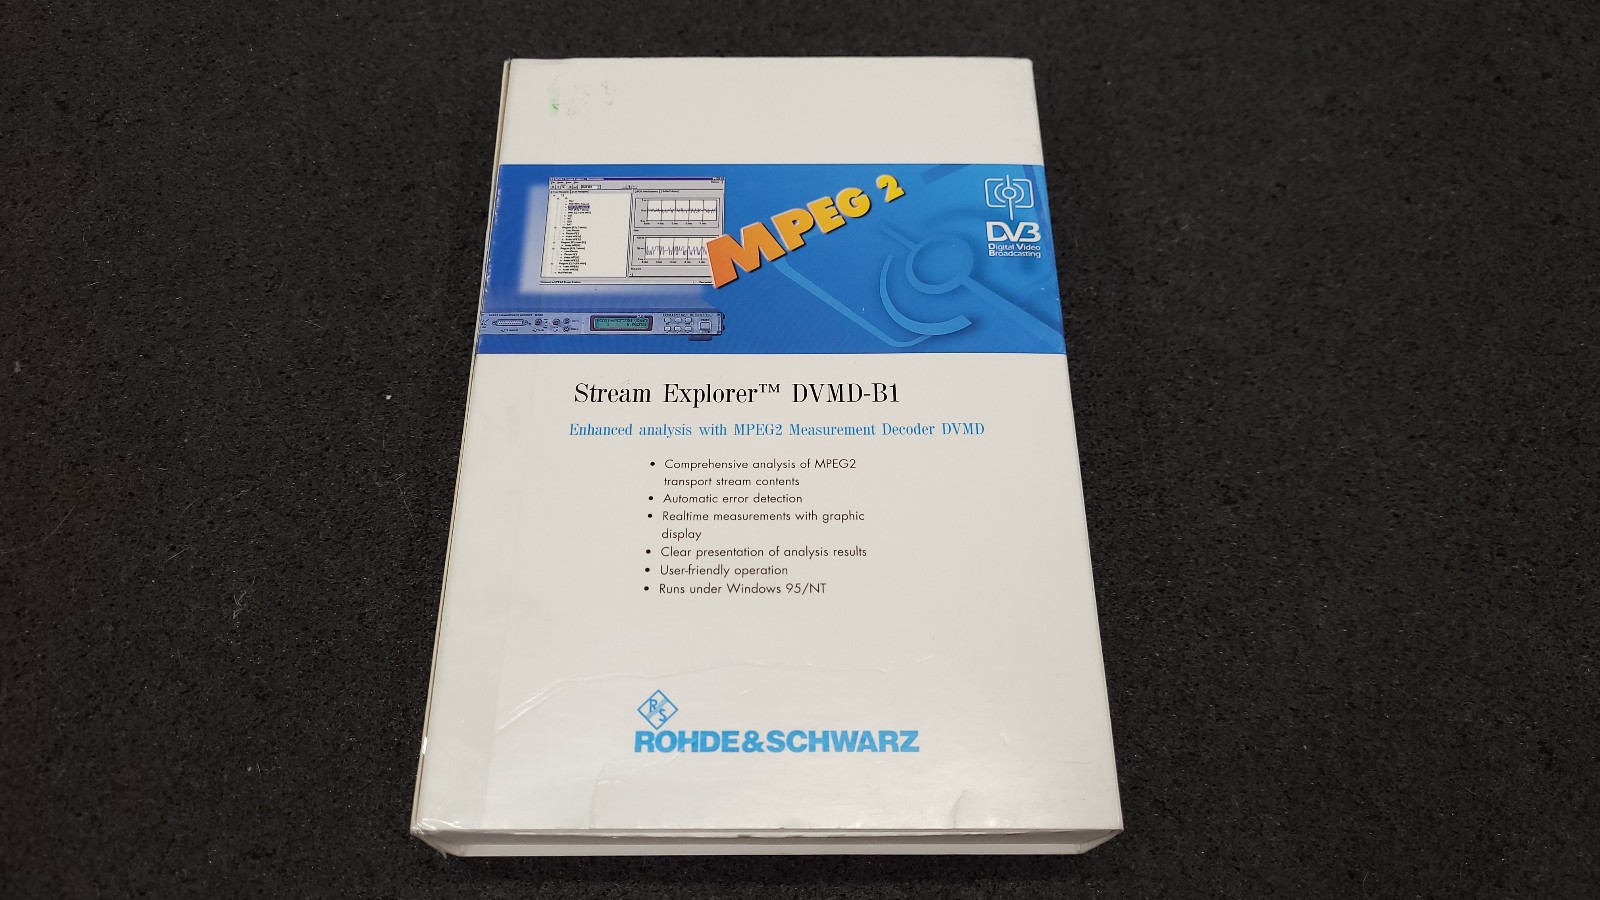 MPEG 2
DVB
Digital Video
Broadcasting
Stream Explorer™ DVMD-B1
Enhanced analysis with MPEG2 Measurement Decoder DVMD
• Comprehensive analysis of MPEG2
transport stream contents
• Automatic error detection
• Realtime measurements with graphic
display
• Clear presentation of analysis results
• User-friendly operation
• Runs under Windows 95/NT
R
S
ROHDE&SCHWARZ